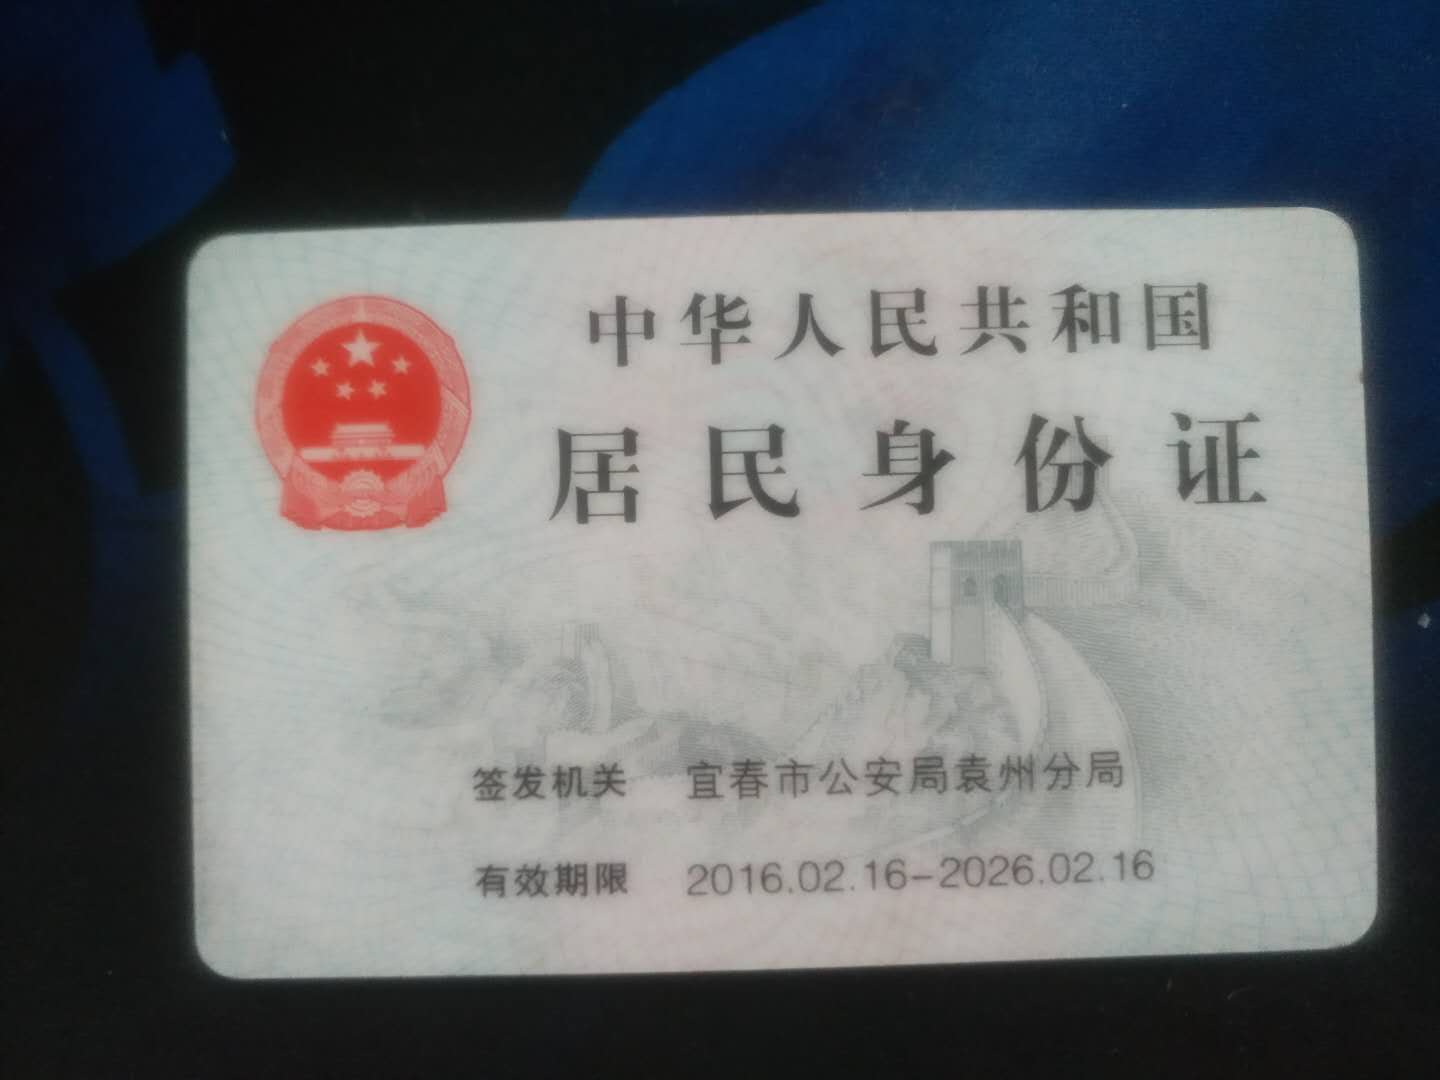 中华人民共和国
居民身份证
签发机关 宜春市公安局袁州分局
有效期限 2016.02.16-2026.02.16